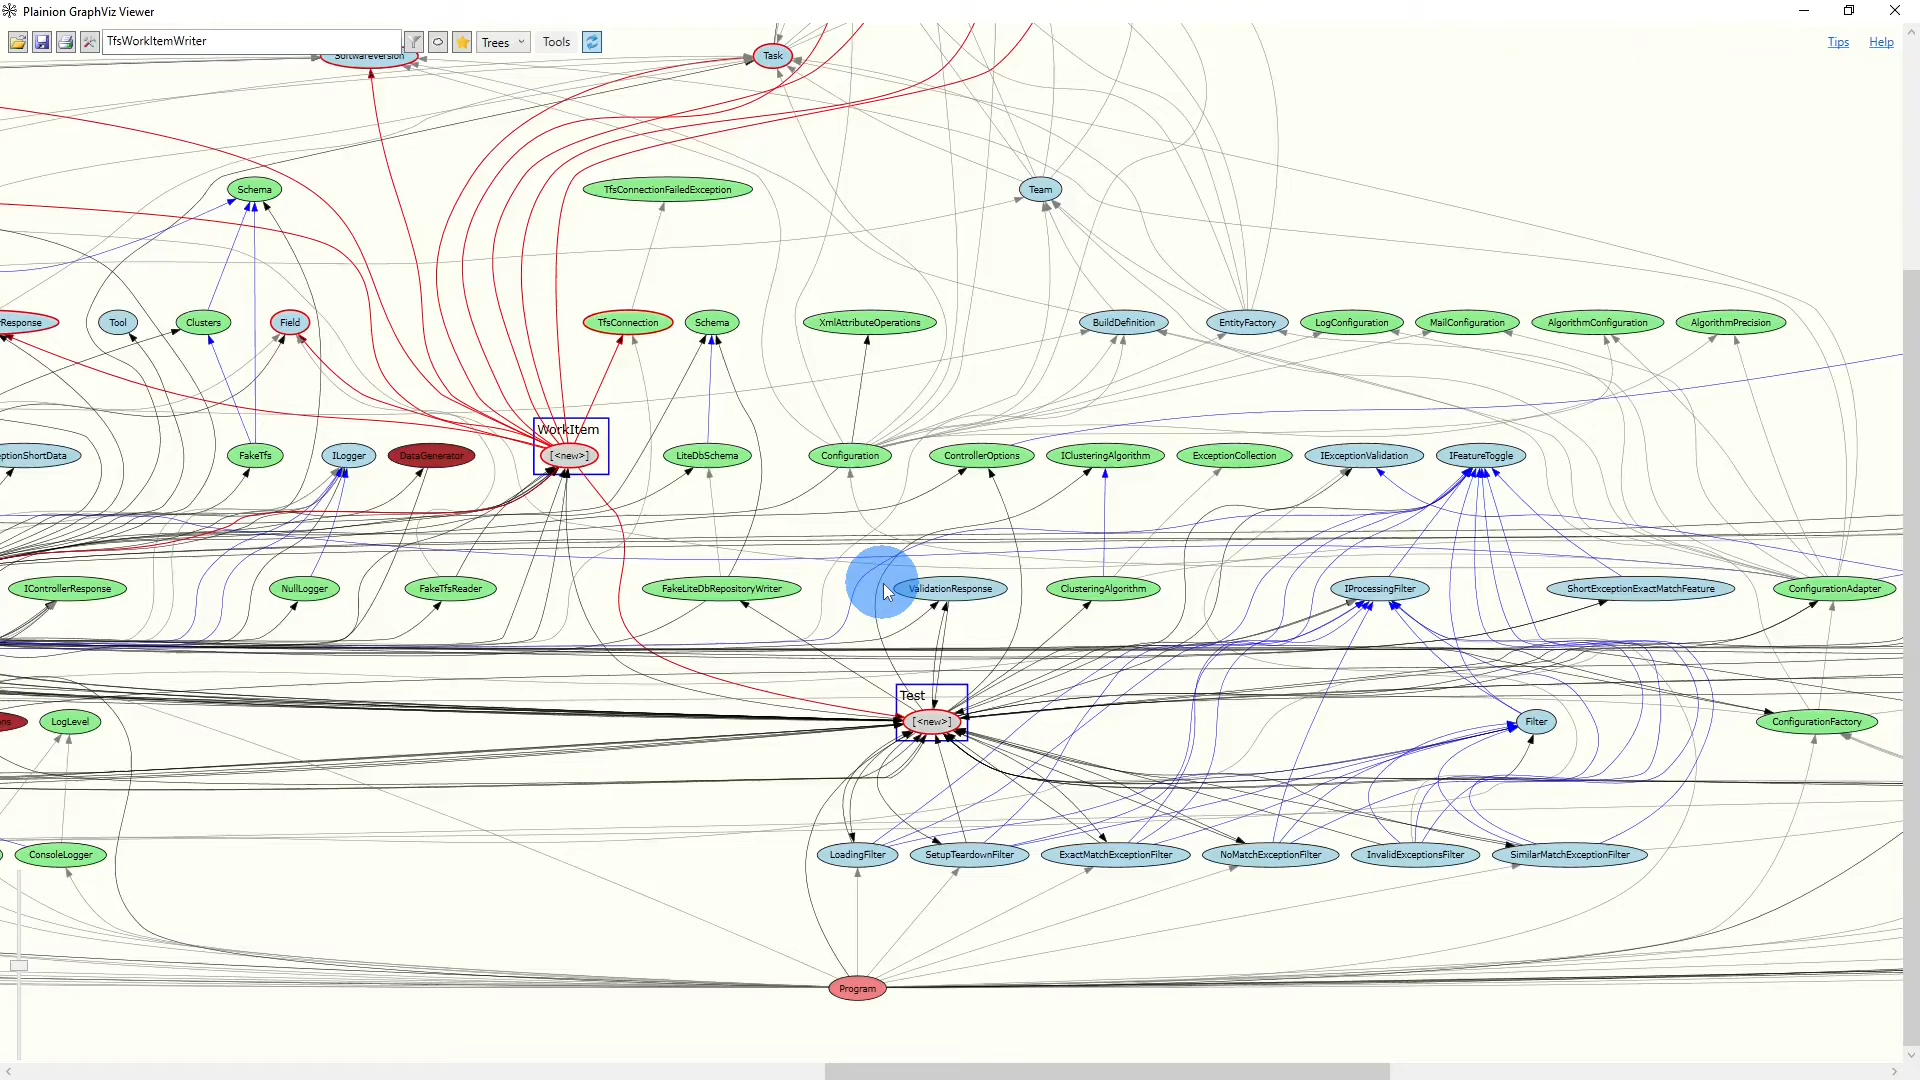 Plainion GraphViz Viewer
TfsWorkItemWriter
Trees
Tools
Tips
Help
SoftwareVersion
Task
Schema
TfsConnectionFailedException
Team
Response
Tool
Clusters
Field
TfsConnection
Schema
XmlAttributeOperations
BuildDefinition
EntityFactory
LogConfiguration
MailConfiguration
AlgorithmConfiguration
AlgorithmPrecision
WorkItem
[<new>]
eptionShortData
FakeTfs
ILogger
DataGenerator
LiteDbSchema
Configuration
ControllerOptions
IClusteringAlgorithm
ExceptionCollection
IExceptionValidation
IFeatureToggle
IControllerResponse
NullLogger
FakeTfsReader
FakeLiteDbRepositoryWriter
ValidationResponse
ClusteringAlgorithm
IProcessingFilter
ShortExceptionExactMatchFeature
ConfigurationAdapter
Test
[<new>]
ns
LogLevel
Filter
ConfigurationFactory
ConsoleLogger
LoadingFilter
SetupTeardownFilter
ExactMatchExceptionFilter
NoMatchExceptionFilter
InvalidExceptionsFilter
SimilarMatchExceptionFilter
Program